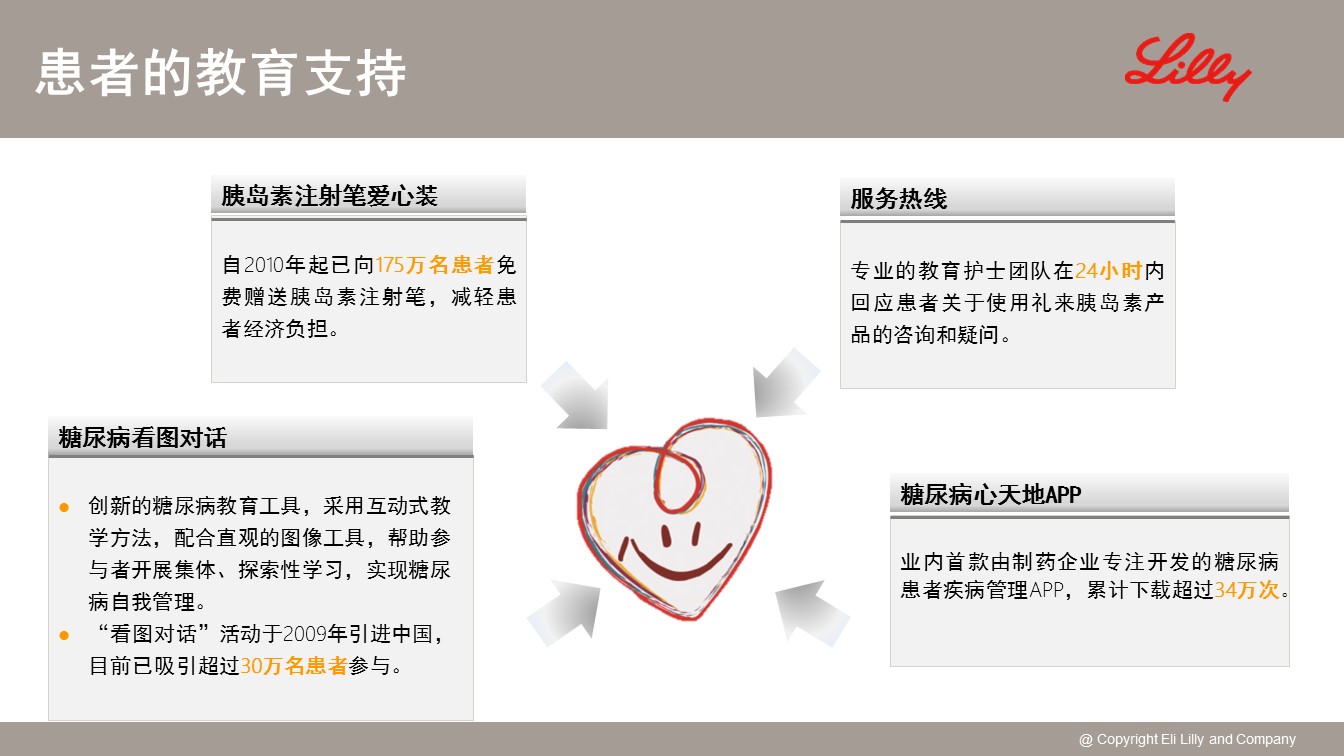 患者的教育支持
Lilly
胰岛素注射笔爱心装
自2010年起已向175万名患者免
费赠送胰岛素注射笔，减轻患
者经济负担。
服务热线
专业的教育护士团队在24小时内
回应患者关于使用礼来胰岛素产
品的咨询和疑问。
糖尿病看图对话
创新的糖尿病教育工具，采用互动式教
学方法，配合直观的图像工具，帮助参
与者开展集体、探索性学习，实现糖尿
病自我管理。
“看图对话”活动于2009年引进中国，
目前已吸引超过30万名患者参与。
糖尿病心天地APP
业内首款由制药企业专注开发的糖尿病
患者疾病管理APP，累计下载超过34万次。
@ Copyright Eli Lilly and Company